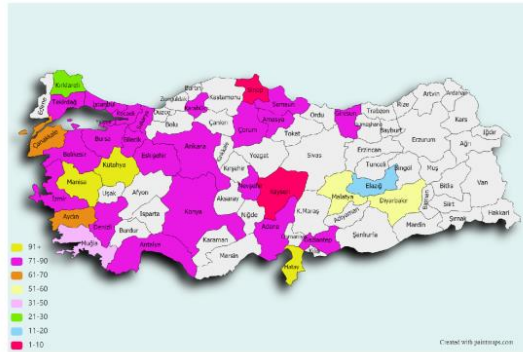 Kırklareli
Edirne
Tekirdağ
İstanbul
Çanakkale
Balıkesir
Bursa
Bilecik
Kütahya
Eskişehir
Manisa
Uşak
Afyon
İzmir
Aydın
Denizli
Muğla
Burdur
Isparta
Antalya
Zonguldak
Bartın
Karabük
Kastamonu
Bolu
Çankırı
Ankara
Kırıkkale
Kırşehir
Konya
Aksaray
Karaman
Mersin
Niğde
Nevşehir
Kayseri
Adana
Osmaniye
Hatay
Sinop
Samsun
Çorum
Amasya
Tokat
Yozgat
Sivas
Ordu
Giresun
Trabzon
Rize
Artvin
Ardahan
Kars
Iğdır
Gümüşhane
Bayburt
Erzurum
Erzincan
Tunceli
Bingöl
Muş
Ağrı
Van
Bitlis
Siirt
Hakkari
Şırnak
Mardin
Batman
Diyarbakır
Elazığ
Malatya
Adıyaman
K.Maraş
Gaziantep
Şanlıurfa
91+
71-90
61-70
51-60
31-50
21-30
11-20
1-10
Created with paintmaps.com